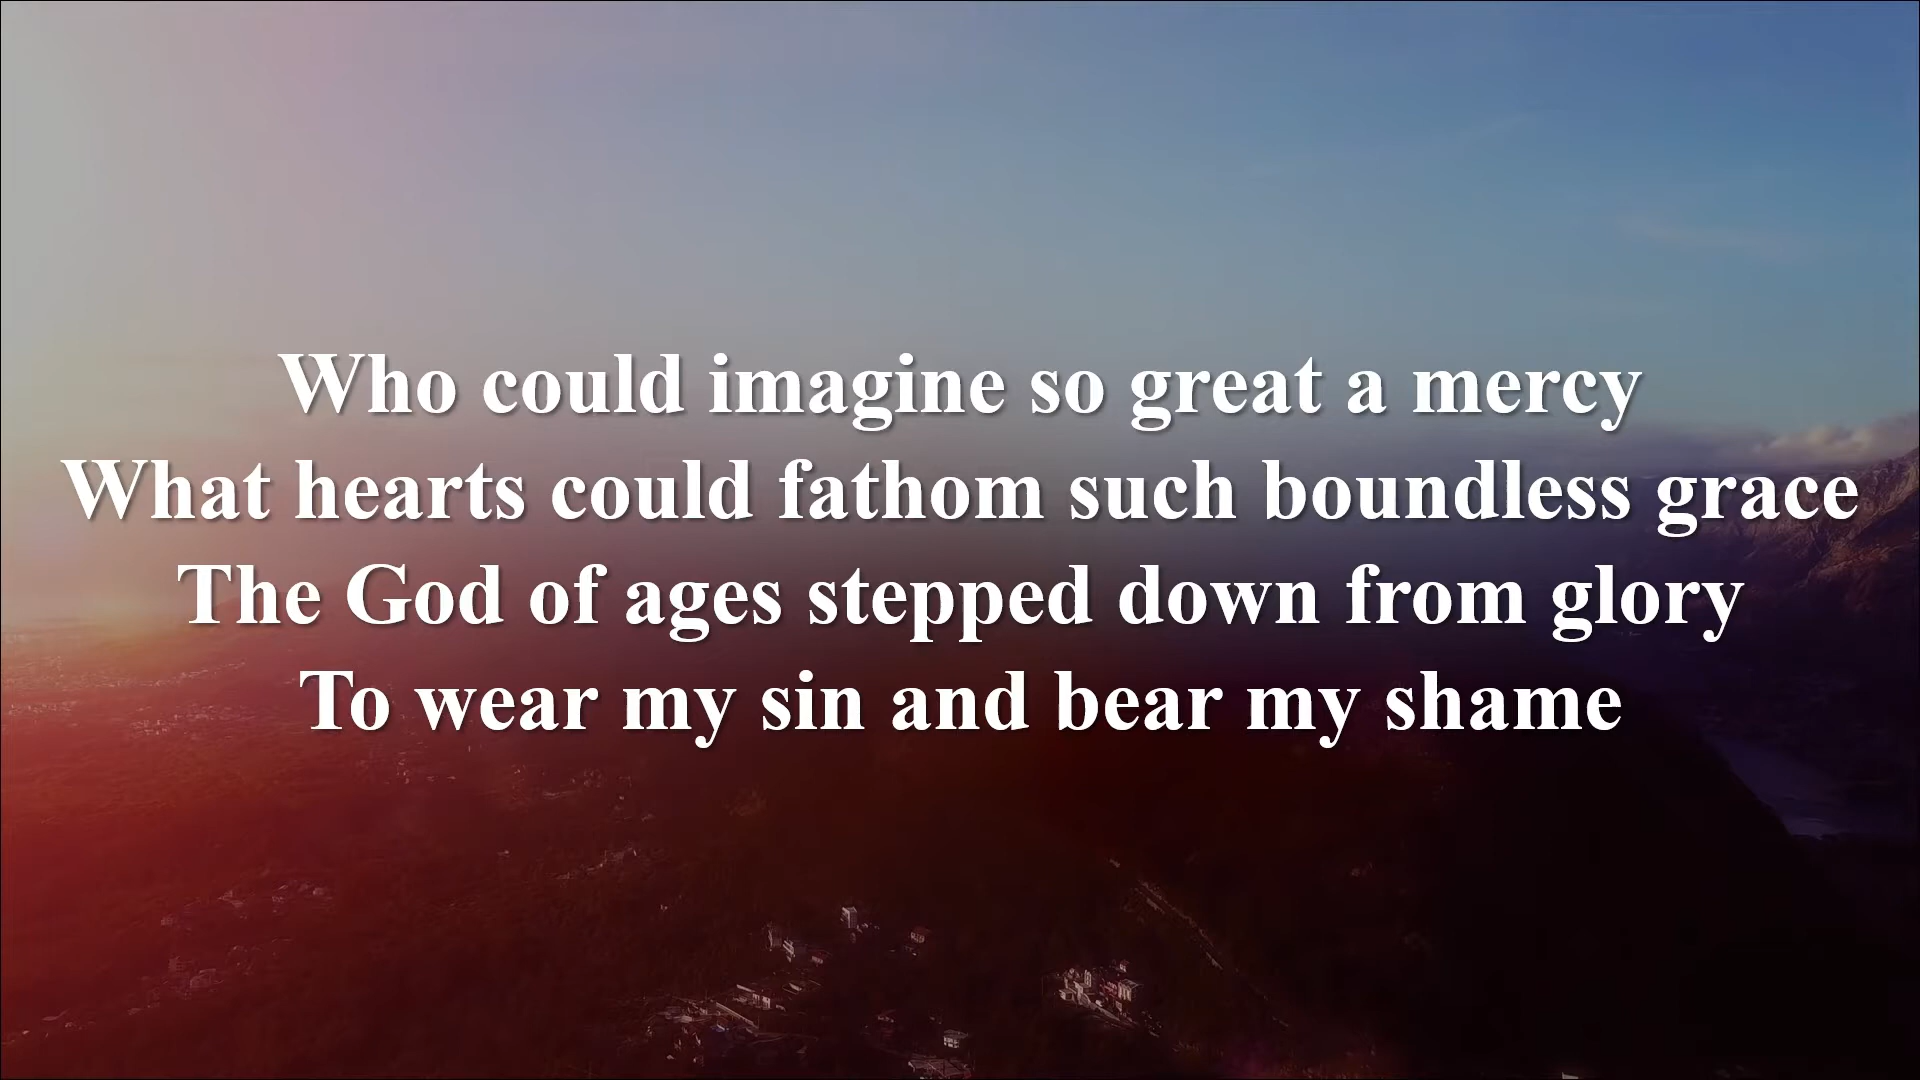 Who could imagine so great a mercy
What hearts could fathom such boundless grace
The God of ages stepped down from glory
To wear my sin and bear my shame